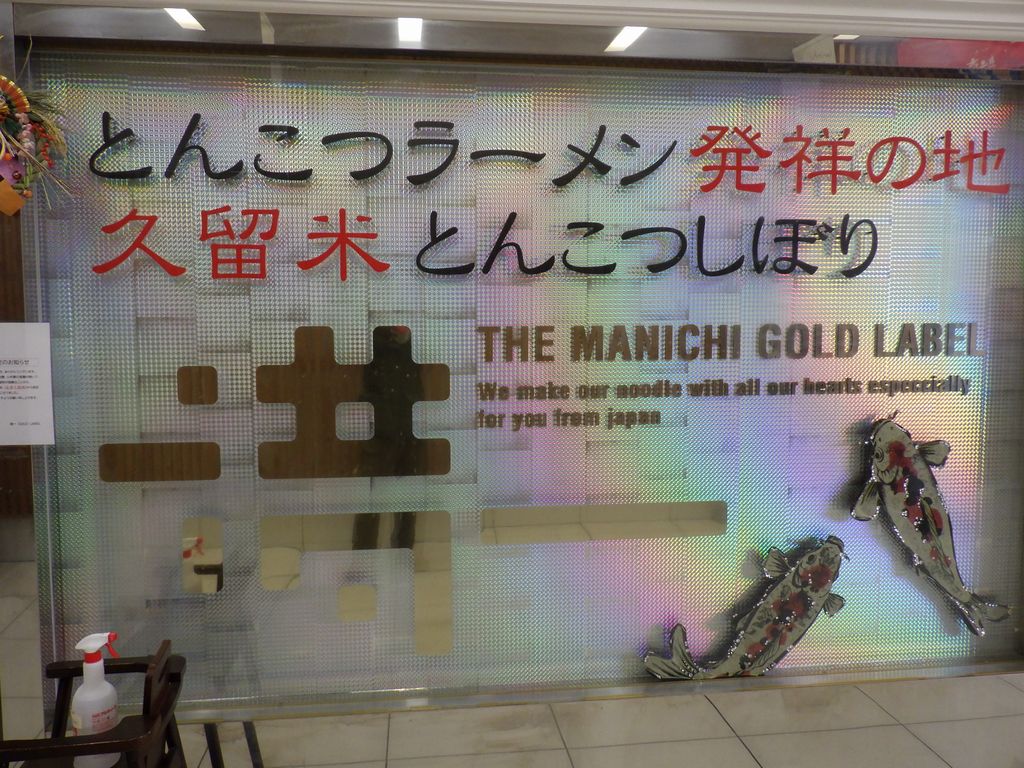 とんこつラーメン発祥の地
久留米とんこつしぼり
満一
THE MANICHI GOLD LABEL
We make our noodle with all our hearts especcially
for you from japan